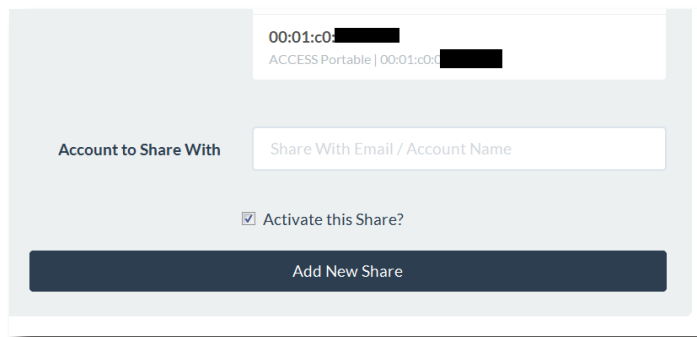 00:01:c0:
ACCESS Portable | 00:01:c0:0
Account to Share With
Share With Email / Account Name
Activate this Share?
Add New Share